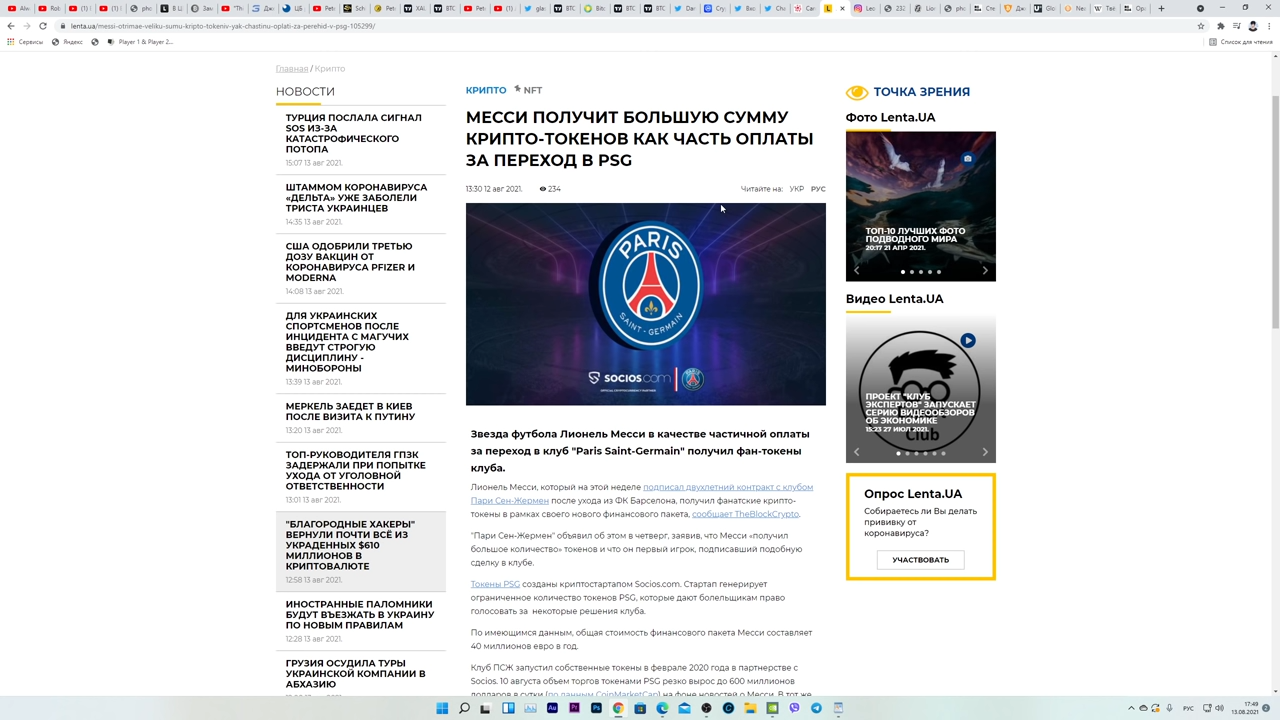 lenta.ua/messi-otrimae-veliku-sumu-kripto-tokeniv-yak-chastinu-oplati-za-perehid-v-psg-105299/
Сервисы
Яндекс
Player 1 & Player 2...
Список для чтения
Главная / Крипто
НОВОСТИ
ТУРЦИЯ ПОСЛАЛА СИГНАЛ
SOS ИЗ-ЗА
КАТАСТРОФИЧЕСКОГО
ПОТОПА
15:07 13 авг 2021.
ШТАММОМ КОРОНАВИРУСА
«ДЕЛЬТА» УЖЕ ЗАБОЛЕЛИ
ТРИСТА УКРАИНЦЕВ
14:35 13 авг 2021.
США ОДОБРИЛИ ТРЕТЬЮ
ДОЗУ ВАКЦИН ОТ
КОРОНАВИРУСА PFIZER И
MODERNA
14:08 13 авг 2021.
ДЛЯ УКРАИНСКИХ
СПОРТСМЕНОВ ПОСЛЕ
ИНЦИДЕНТА С МАГУЧИХ
ВВЕДУТ СТРОГУЮ
ДИСЦИПЛИНУ -
МИНОБОРОНЫ
13:39 13 авг 2021.
МЕРКЕЛЬ ЗАЕДЕТ В КИЕВ
ПОСЛЕ ВИЗИТА К ПУТИНУ
13:20 13 авг 2021.
ТОП-РУКОВОДИТЕЛЯ ГПЗК
ЗАДЕРЖАЛИ ПРИ ПОПЫТКЕ
УХОДА ОТ УГОЛОВНОЙ
ОТВЕТСТВЕННОСТИ
13:01 13 авг 2021.
"БЛАГОРОДНЫЕ ХАКЕРЫ"
ВЕРНУЛИ ПОЧТИ ВСЁ ИЗ
УКРАДЕННЫХ $610
МИЛЛИОНОВ В
КРИПТОВАЛЮТЕ
12:58 13 авг 2021.
ИНОСТРАННЫЕ ПАЛОМНИКИ
БУДУТ ВЪЕЗЖАТЬ В УКРАИНУ
ПО НОВЫМ ПРАВИЛАМ
12:28 13 авг 2021.
ГРУЗИЯ ОСУДИЛА ТУРЫ
УКРАИНСКОЙ КОМПАНИИ В
АБХАЗИЮ
КРИПТО NFT
МЕССИ ПОЛУЧИТ БОЛЬШУЮ СУММУ
КРИПТО-ТОКЕНОВ КАК ЧАСТЬ ОПЛАТЫ
ЗА ПЕРЕХОД В PSG
13:30 12 авг 2021. 234 Читайте на: УКР РУС
PARIS
SAINT-GERMAIN
SOCIOS.COM
Звезда футбола Лионель Месси в качестве частичной оплаты
за переход в клуб "Paris Saint-Germain" получил фан-токены
клуба.
Лионель Месси, который на этой неделе подписал двухлетний контракт с клубом
Пари Сен-Жермен после ухода из ФК Барселона, получил фанатские крипто-
токены в рамках своего нового финансового пакета, сообщает TheBlockCrypto.
"Пари Сен-Жермен" объявил об этом в четверг, заявив, что Месси «получил
большое количество» токенов и что он первый игрок, подписавший подобную
сделку в клубе.
Токены PSG созданы криптостартапом Socios.com. Стартап генерирует
ограниченное количество токенов PSG, которые дают болельщикам право
голосовать за некоторые решения клуба.
По имеющимся данным, общая стоимость финансового пакета Месси составляет
40 миллионов евро в год.
Клуб ПСЖ запустил собственные токены в феврале 2020 года в партнерстве с
Socios. 10 августа объем торгов токенами PSG резко вырос до 600 миллионов
долларов в сутки (по данным CoinMarketCap) на фоне новостей о Месси. В тот же
ТОЧКА ЗРЕНИЯ
Фото Lenta.UA
ТОП-10 ЛУЧШИХ ФОТО
ПОДВОДНОГО МИРА
20:17 21 АПР 2021.
Видео Lenta.UA
ПРОЕКТ "КЛУБ
ЭКСПЕРТОВ" ЗАПУСКАЕТ
СЕРИЮ ВИДЕООБЗОРОВ
ОБ ЭКОНОМИКЕ
15:23 27 ИЮЛ 2021.
Club
Опрос Lenta.UA
Собираетесь ли Вы делать
прививку от
коронавируса?
УЧАСТВОВАТЬ
РУС
17:49
13.08.2021